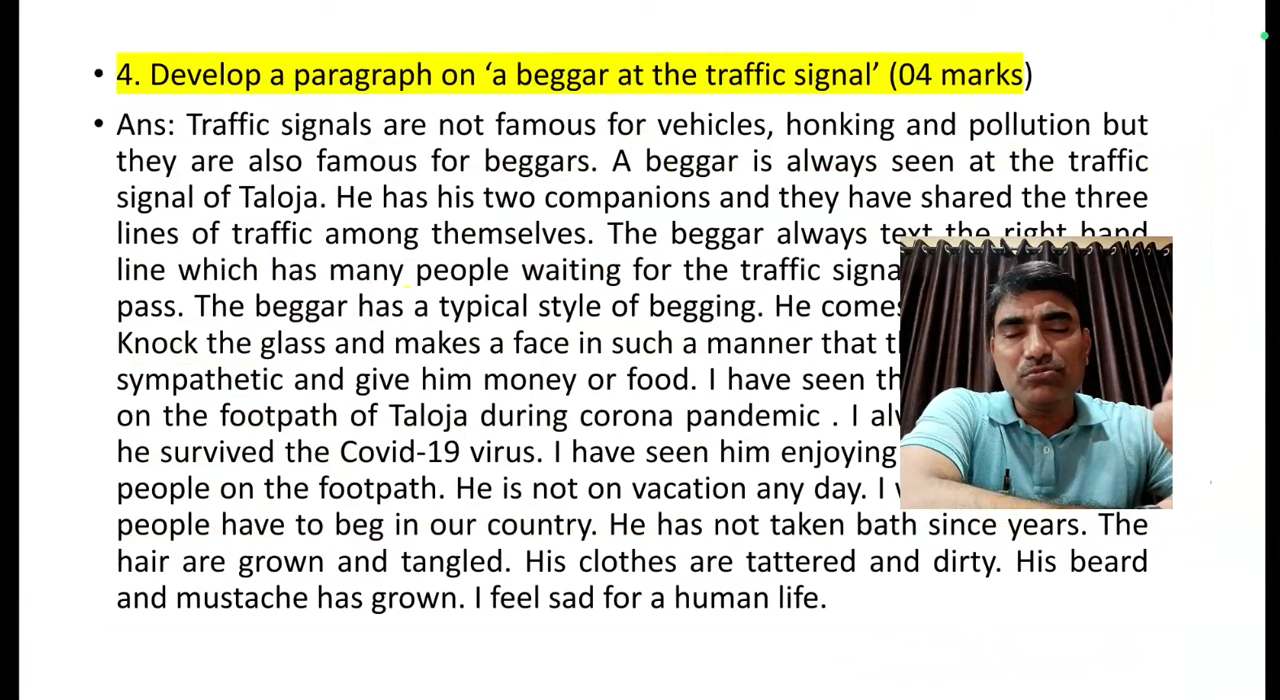 • 4. Develop a paragraph on ‘a beggar at the traffic signal’ (04 marks)
• Ans: Traffic signals are not famous for vehicles, honking and pollution but
they are also famous for beggars. A beggar is always seen at the traffic
signal of Taloja. He has his two companions and they have shared the three
lines of traffic among themselves. The beggar always text the right hand
line which has many people waiting for the traffic
pass. The beggar has a typical style of begging. He
Knock the glass and makes a face in such a manner that
sympathetic and give him money or food. I have seen
on the footpath of Taloja during corona pandemic . I
he survived the Covid-19 virus. I have seen him enjoying
people on the footpath. He is not on vacation any day. I
people have to beg in our country. He has not taken bath since years. The
hair are grown and tangled. His clothes are tattered and dirty. His beard
and mustache has grown. I feel sad for a human life.